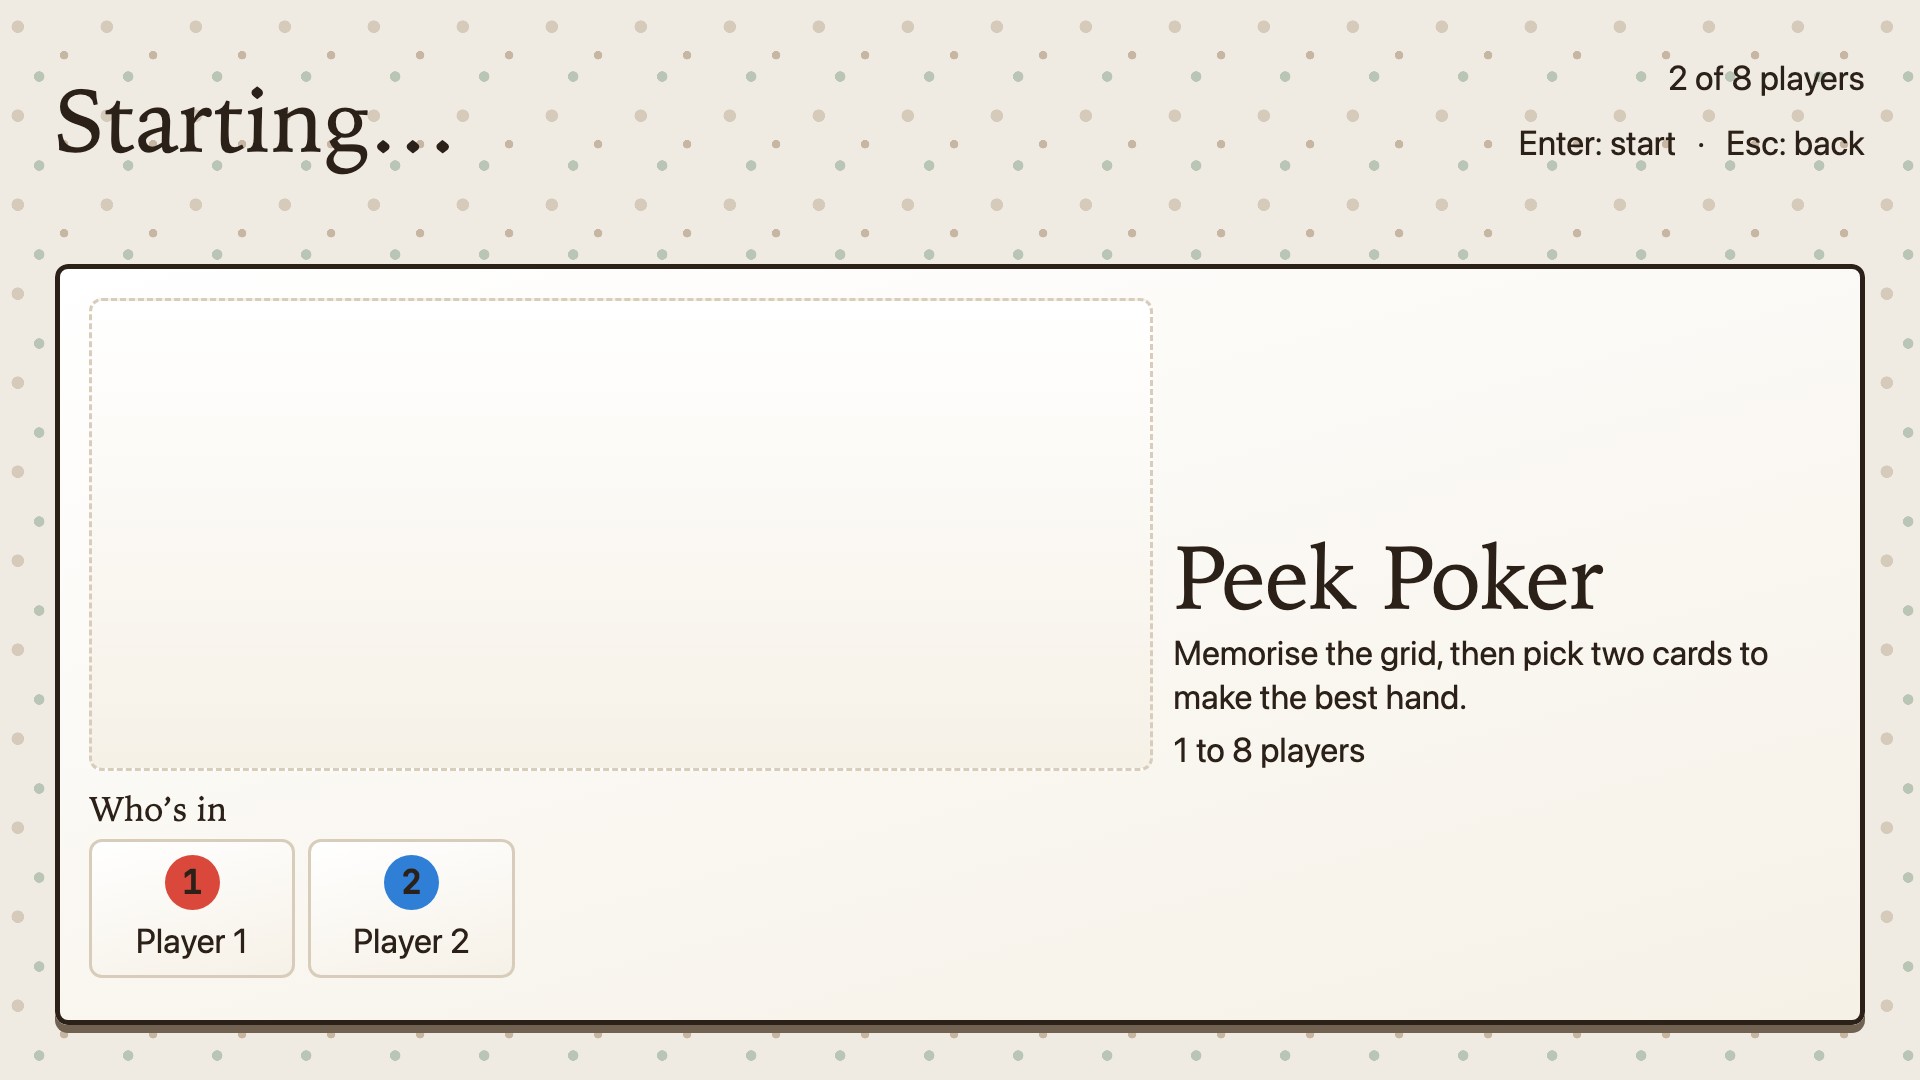 Starting...
2 of 8 players
Enter: start · Esc: back
Peek Poker
Memorise the grid, then pick two cards to
make the best hand.
1 to 8 players
Who's in
1
Player 1
2
Player 2